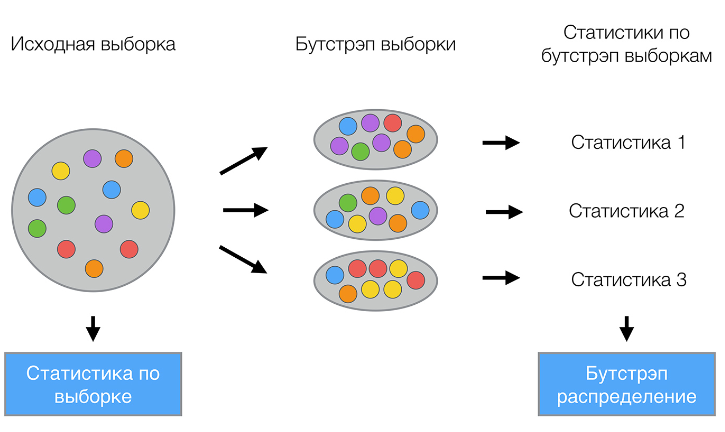 Исходная выборка
Бутстрэп выборки
Статистики по
бутстрэп выборкам
Статистика 1
Статистика 2
Статистика 3
Статистика по
выборке
Бутстрэп
распределение